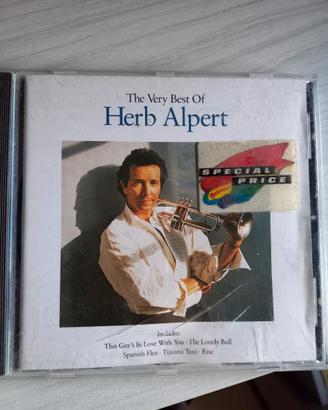 The Very Best Of
Herb Alpert
SPECIAL
PRICE
Includes:
This Guy's In Love With You · The Lonely Bull
Spanish Flea · Tijuana Taxi · Rise